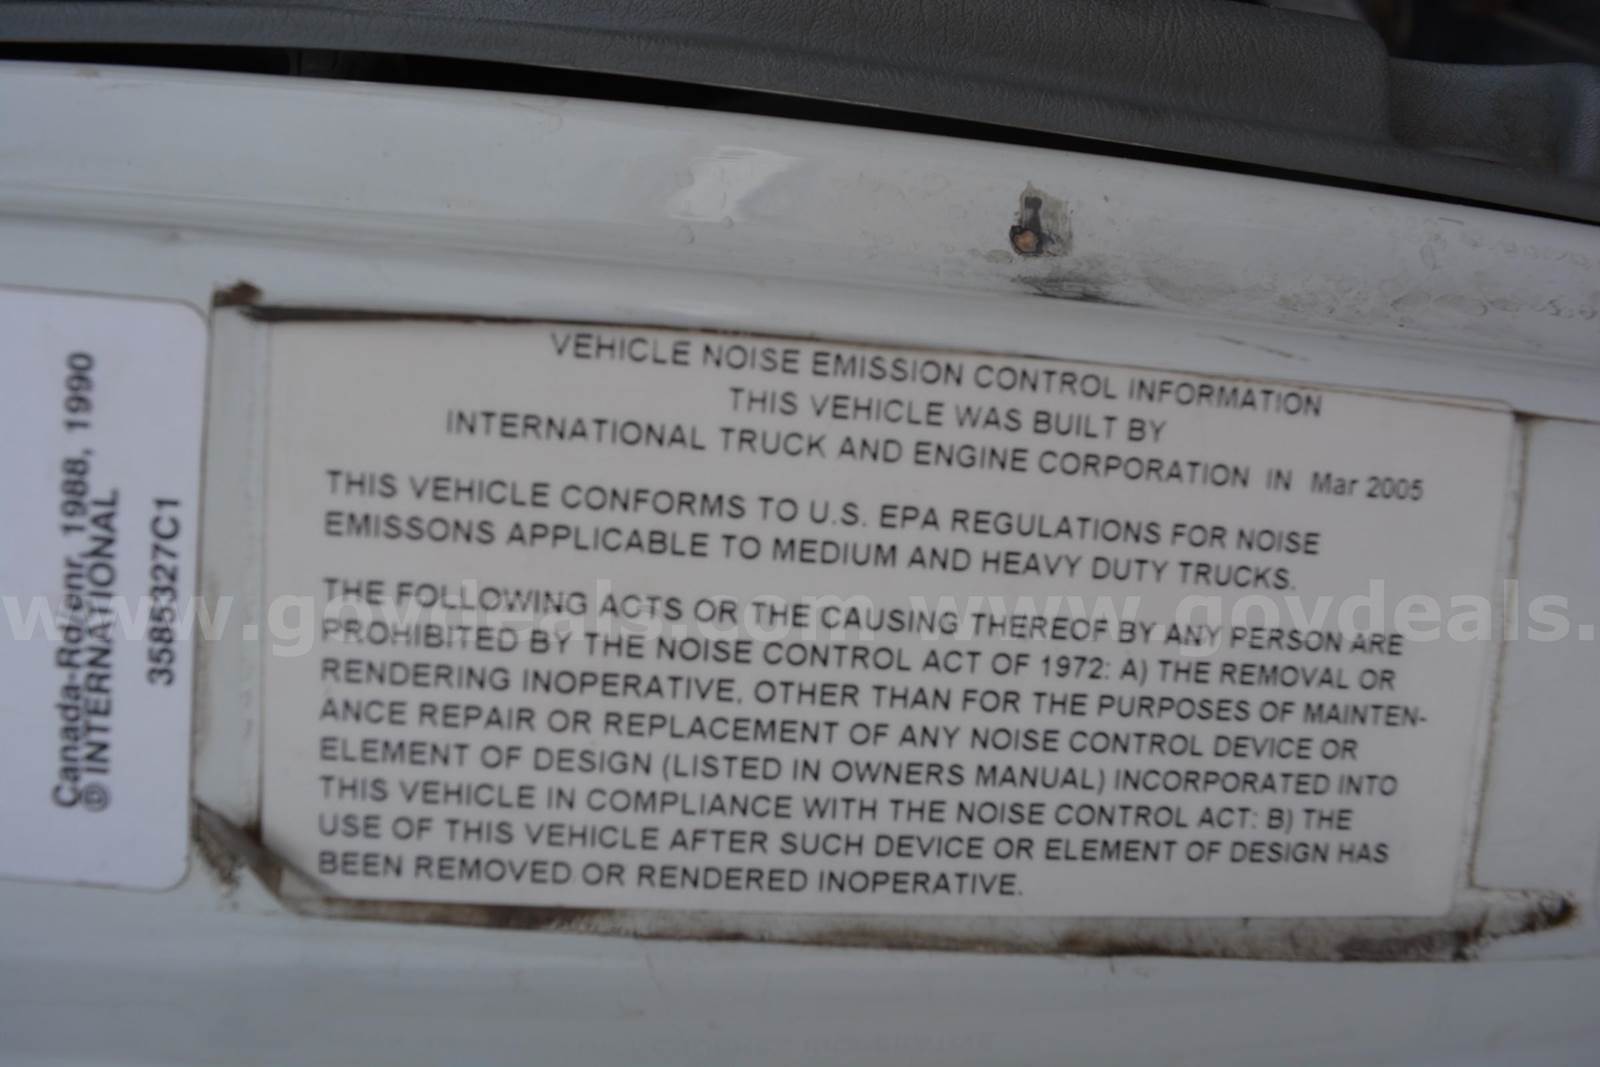 Canada-Rd/enr. 1988, 1990
© INTERNATIONAL
3585327C1
VEHICLE NOISE EMISSION CONTROL INFORMATION
THIS VEHICLE WAS BUILT BY
INTERNATIONAL TRUCK AND ENGINE CORPORATION IN Mar 2005
THIS VEHICLE CONFORMS TO U.S. EPA REGULATIONS FOR NOISE
EMISSONS APPLICABLE TO MEDIUM AND HEAVY DUTY TRUCKS.
THE FOLLOWING ACTS OR THE CAUSING THEREOF BY ANY PERSON ARE
PROHIBITED BY THE NOISE CONTROL ACT OF 1972: A) THE REMOVAL OR
RENDERING INOPERATIVE, OTHER THAN FOR THE PURPOSES OF MAINTEN-
ANCE REPAIR OR REPLACEMENT OF ANY NOISE CONTROL DEVICE OR
ELEMENT OF DESIGN (LISTED IN OWNERS MANUAL) INCORPORATED INTO
THIS VEHICLE IN COMPLIANCE WITH THE NOISE CONTROL ACT: B) THE
USE OF THIS VEHICLE AFTER SUCH DEVICE OR ELEMENT OF DESIGN HAS
BEEN REMOVED OR RENDERED INOPERATIVE.
www.govdeals.com www.govdeals.